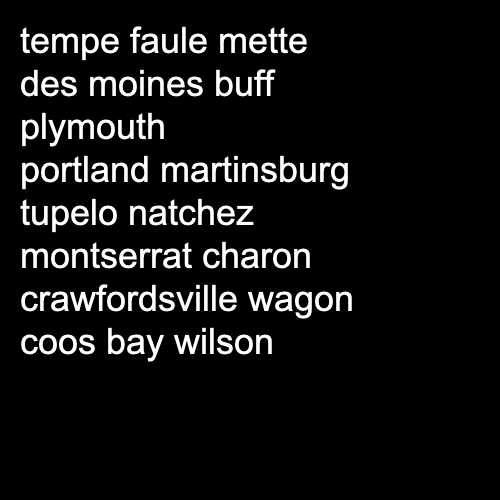 tempe faule mette
des moines buff
plymouth
portland martinsburg
tupelo natchez
montserrat charon
crawfordsville wagon
coos bay wilson